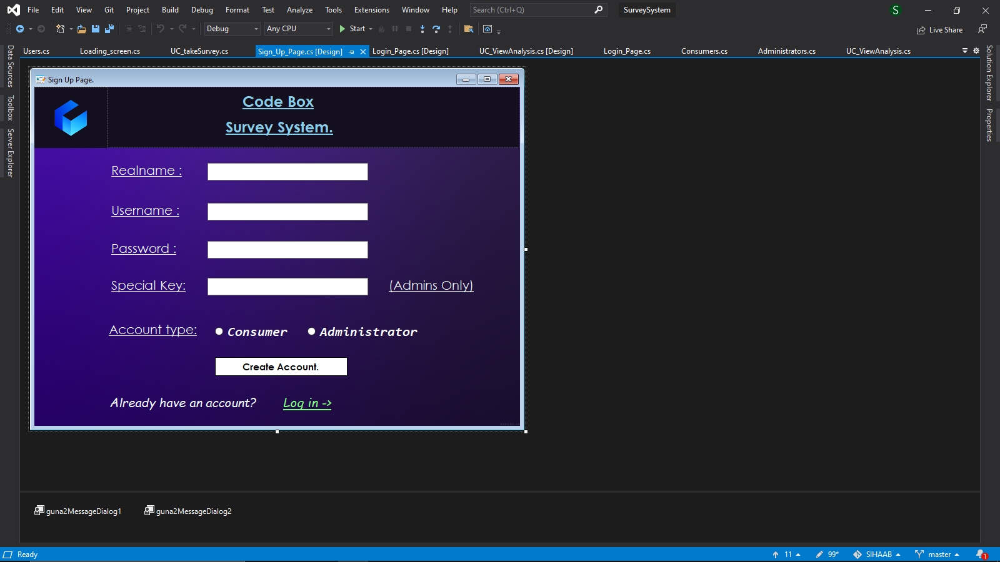 File Edit View Git Project Build Debug Format Test Analyze Tools Extensions Window Help Search (Ctrl+Q) SurveySystem S
Debug Any CPU Start Live Share
Users.cs Loading_screen.cs UC_takeSurvey.cs Sign_Up_Page.cs [Design] Login_Page.cs [Design] UC_ViewAnalysis.cs [Design] Login_Page.cs Consumers.cs Administrators.cs UC_ViewAnalysis.cs
Data Sources
Toolbox
Server Explorer
Solution Explorer
Properties
Sign Up Page.
Code Box
Survey System.
Realname :
Username :
Password :
Special Key: (Admins Only)
Account type: Consumer Administrator
Create Account.
Already have an account? Log in ->
guna2MessageDialog1 guna2MessageDialog2
Ready 11 99* SIHAAB master 1